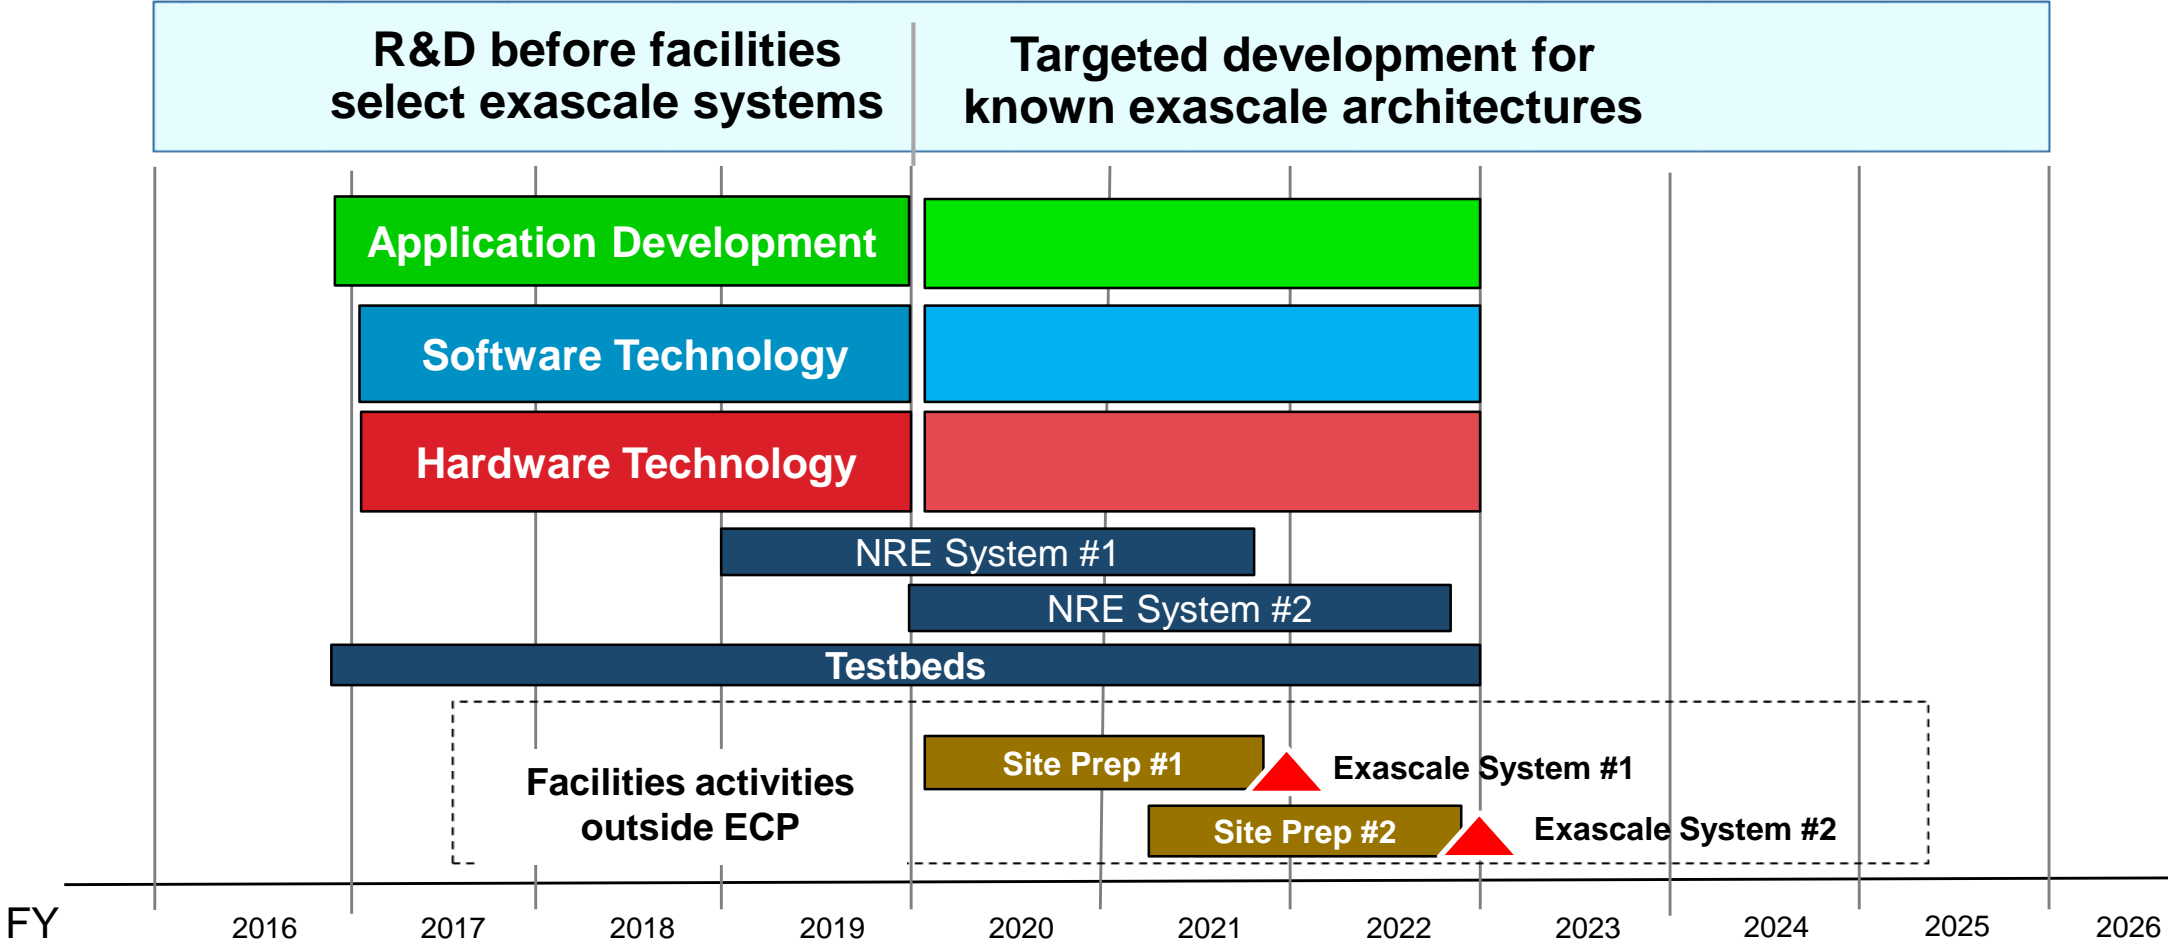 R&D before facilities
select exascale systems
Targeted development for
known exascale architectures
Application Development
Software Technology
Hardware Technology
NRE System #1
NRE System #2
Testbeds
Facilities activities
outside ECP
Site Prep #1
Exascale System #1
Site Prep #2
Exascale System #2
FY 2016 2017 2018 2019 2020 2021 2022 2023 2024 2025 2026